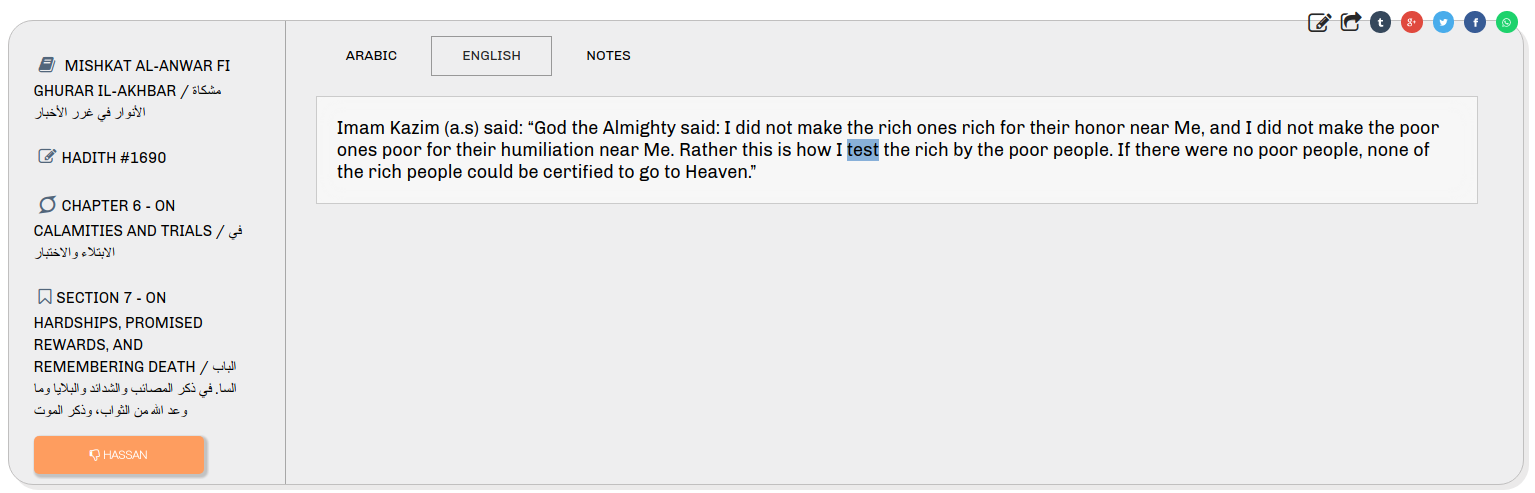 MISHKAT AL-ANWAR FI
GHURAR IL-AKHBAR / مشكاة
الأنوار في غرر الأخبار
HADITH #1690
CHAPTER 6 - ON
CALAMITIES AND TRIALS / في
الابتلاء والاختبار
SECTION 7 - ON
HARDSHIPS, PROMISED
REWARDS, AND
REMEMBERING DEATH / الباب
السا. في ذكر المصائب والشدائد والبلايا وما
وعد الله من الثواب، وذكر الموت
HASSAN
ARABIC ENGLISH NOTES
Imam Kazim (a.s) said: “God the Almighty said: I did not make the rich ones rich for their honor near Me, and I did not make the poor
ones poor for their humiliation near Me. Rather this is how I test the rich by the poor people. If there were no poor people, none of
the rich people could be certified to go to Heaven.”